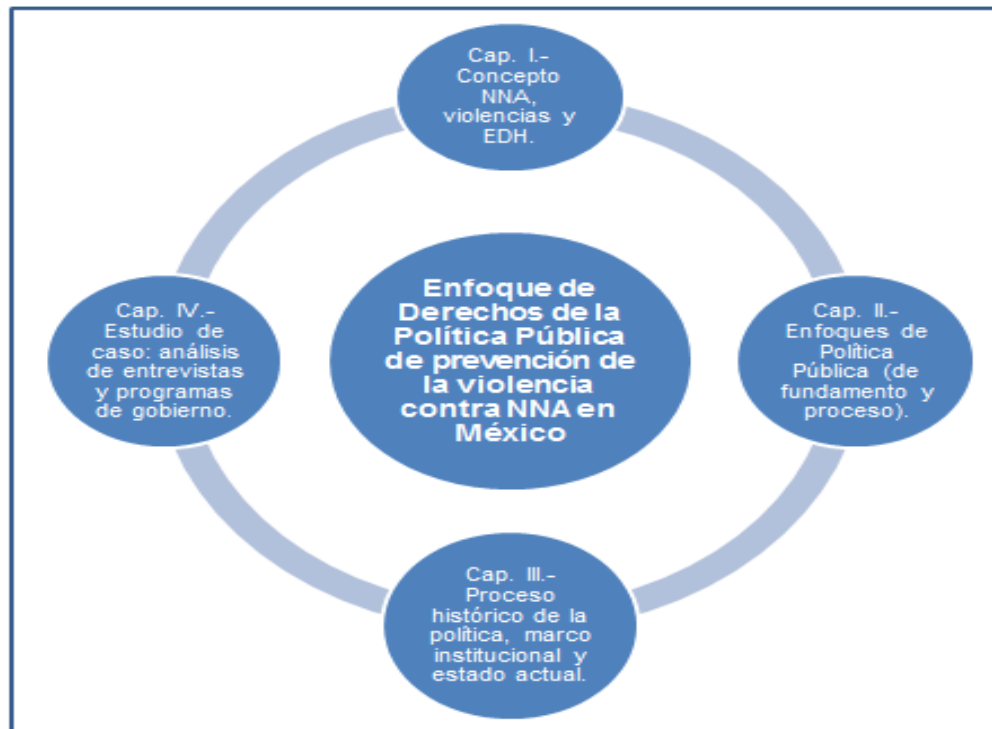 Cap. I.-
Concepto
NNA,
violencias y
EDH.
Enfoque de
Derechos de la
Política Pública
de prevención de
la violencia
contra NNA en
México
Cap. II.-
Enfoques de
Política
Pública (de
fundamento y
proceso).
Cap. III.-
Proceso
histórico de la
política, marco
institucional y
estado actual.
Cap. IV.-
Estudio de
caso: análisis
de entrevistas
y programas
de gobierno.